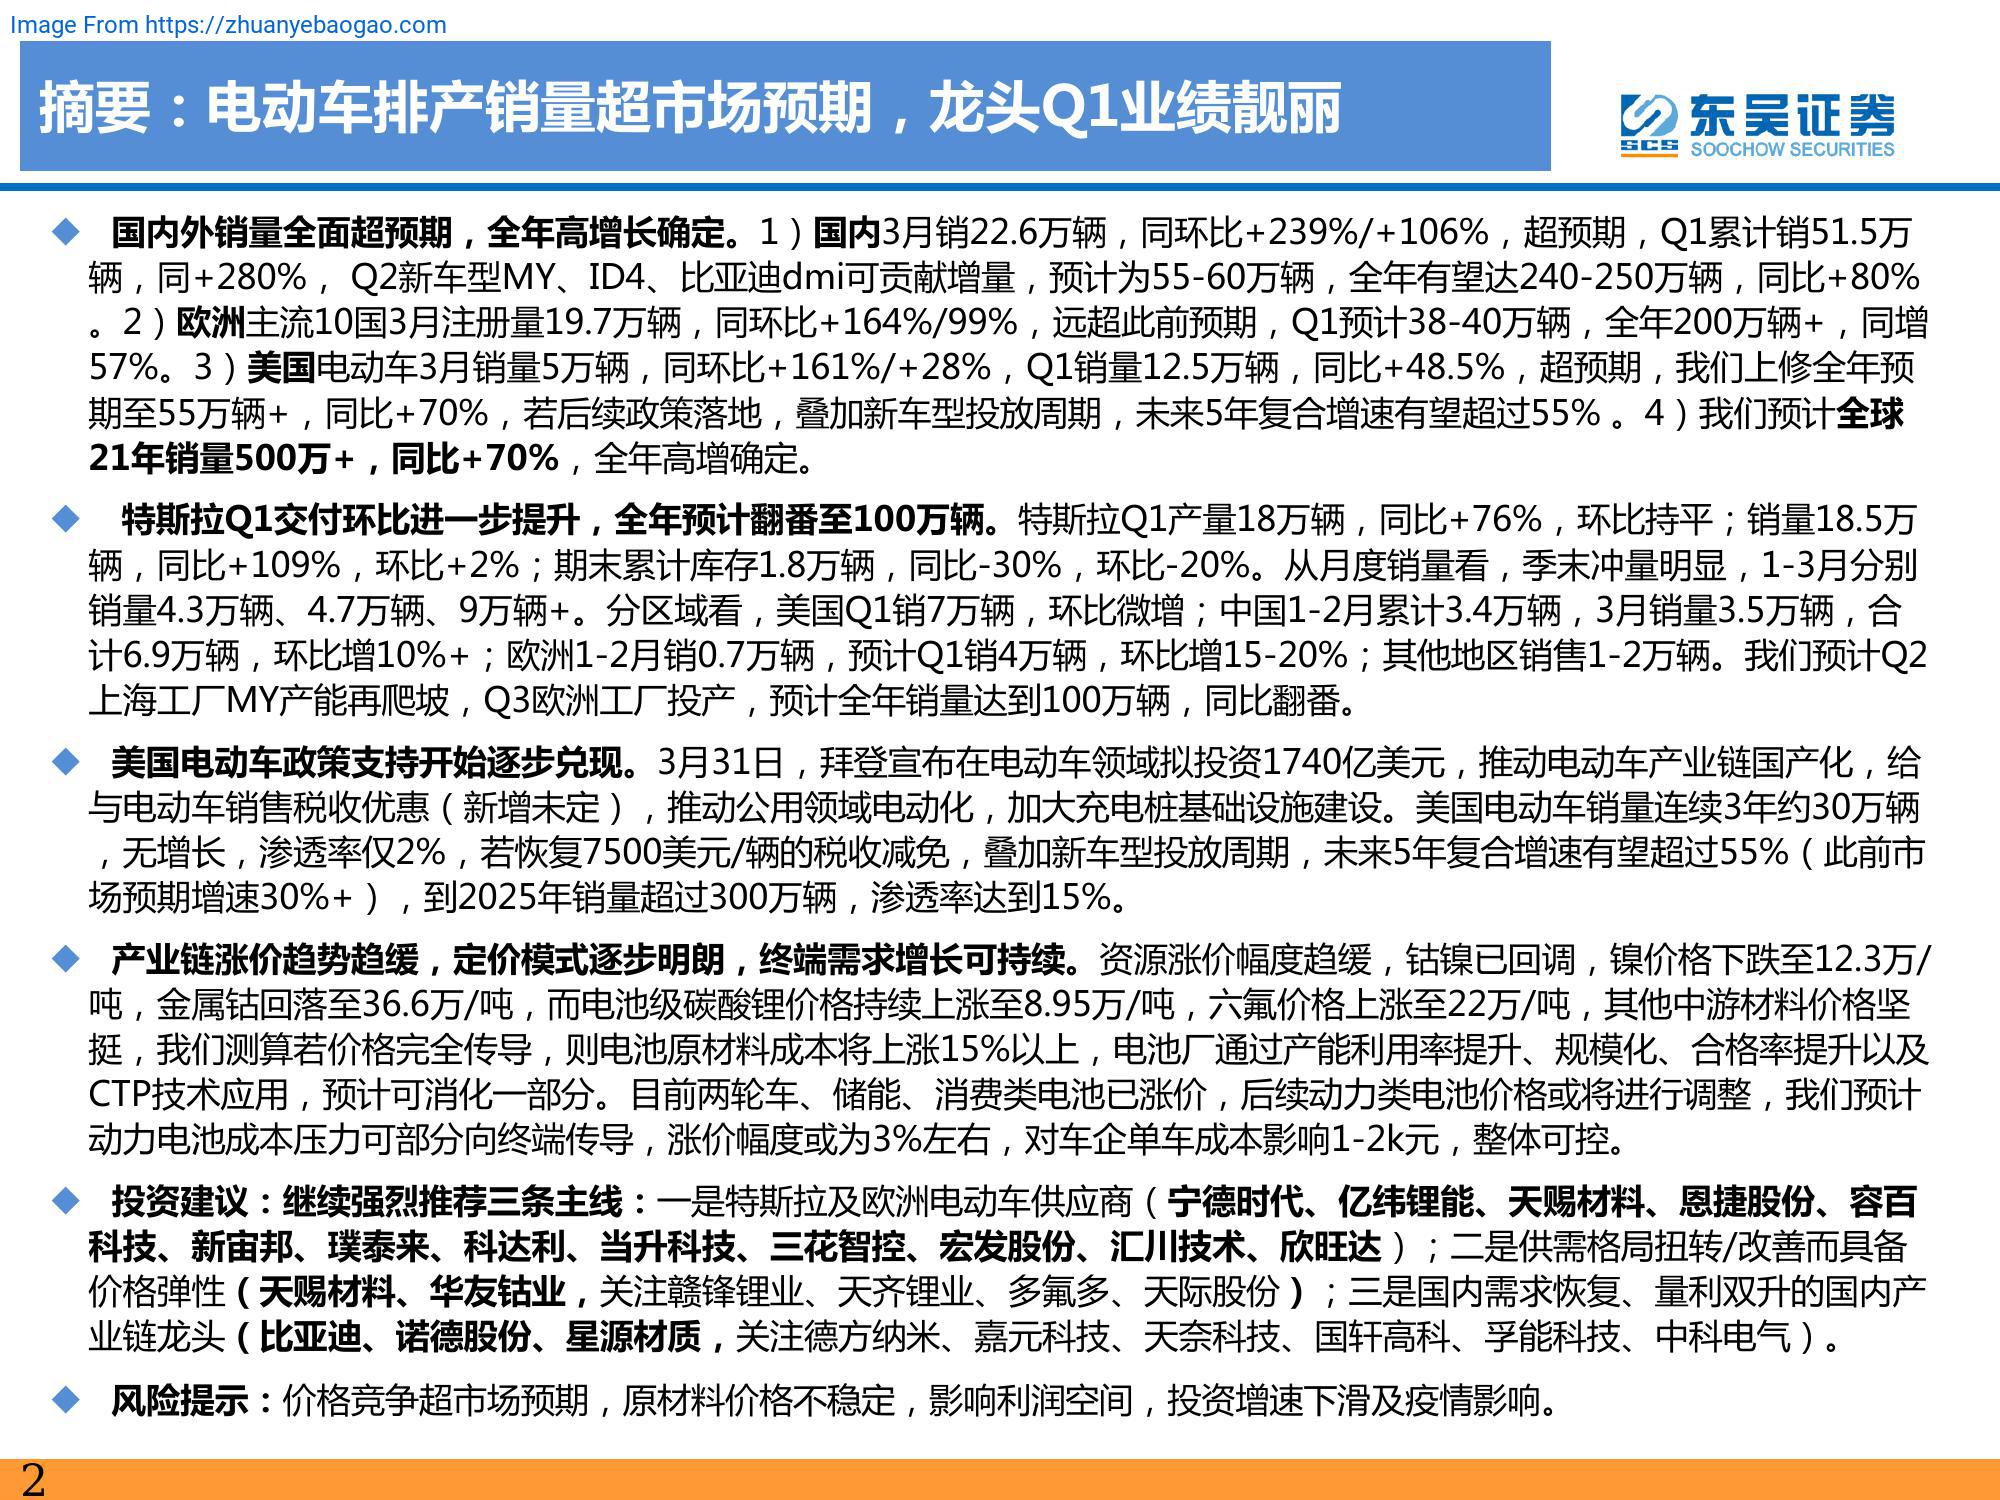 Image From https://zhuanyebaogao.com
摘要：电动车排产销量超市场预期，龙头Q1业绩靓丽
SCS 东吴证券
SOOCHOW SECURITIES
◆ 国内外销量全面超预期，全年高增长确定。1）国内3月销22.6万辆，同环比+239%/+106%，超预期，Q1累计销51.5万
辆，同+280%， Q2新车型MY、ID4、比亚迪dmi可贡献增量，预计为55-60万辆，全年有望达240-250万辆，同比+80%
。2）欧洲主流10国3月注册量19.7万辆，同环比+164%/99%，远超此前预期，Q1预计38-40万辆，全年200万辆+，同增
57%。3）美国电动车3月销量5万辆，同环比+161%/+28%，Q1销量12.5万辆，同比+48.5%，超预期，我们上修全年预
期至55万辆+，同比+70%，若后续政策落地，叠加新车型投放周期，未来5年复合增速有望超过55% 。4）我们预计全球
21年销量500万+，同比+70%，全年高增确定。
◆ 特斯拉Q1交付环比进一步提升，全年预计翻番至100万辆。特斯拉Q1产量18万辆，同比+76%，环比持平；销量18.5万
辆，同比+109%，环比+2%；期末累计库存1.8万辆，同比-30%，环比-20%。从月度销量看，季末冲量明显，1-3月分别
销量4.3万辆、4.7万辆、9万辆+。分区域看，美国Q1销7万辆，环比微增；中国1-2月累计3.4万辆，3月销量3.5万辆，合
计6.9万辆，环比增10%+；欧洲1-2月销0.7万辆，预计Q1销4万辆，环比增15-20%；其他地区销售1-2万辆。我们预计Q2
上海工厂MY产能再爬坡，Q3欧洲工厂投产，预计全年销量达到100万辆，同比翻番。
◆ 美国电动车政策支持开始逐步兑现。3月31日，拜登宣布在电动车领域拟投资1740亿美元，推动电动车产业链国产化，给
与电动车销售税收优惠（新增未定），推动公用领域电动化，加大充电桩基础设施建设。美国电动车销量连续3年约30万辆
，无增长，渗透率仅2%，若恢复7500美元/辆的税收减免，叠加新车型投放周期，未来5年复合增速有望超过55%（此前市
场预期增速30%+），到2025年销量超过300万辆，渗透率达到15%。
◆ 产业链涨价趋势趋缓，定价模式逐步明朗，终端需求增长可持续。资源涨价幅度趋缓，钴镍已回调，镍价格下跌至12.3万/
吨，金属钴回落至36.6万/吨，而电池级碳酸锂价格持续上涨至8.95万/吨，六氟价格上涨至22万/吨，其他中游材料价格坚
挺，我们测算若价格完全传导，则电池原材料成本将上涨15%以上，电池厂通过产能利用率提升、规模化、合格率提升以及
CTP技术应用，预计可消化一部分。目前两轮车、储能、消费类电池已涨价，后续动力类电池价格或将进行调整，我们预计
动力电池成本压力可部分向终端传导，涨价幅度或为3%左右，对车企单车成本影响1-2k元，整体可控。
◆ 投资建议：继续强烈推荐三条主线：一是特斯拉及欧洲电动车供应商（宁德时代、亿纬锂能、天赐材料、恩捷股份、容百
科技、新宙邦、璞泰来、科达利、当升科技、三花智控、宏发股份、汇川技术、欣旺达）；二是供需格局扭转/改善而具备
价格弹性（天赐材料、华友钴业，关注赣锋锂业、天齐锂业、多氟多、天际股份）；三是国内需求恢复、量利双升的国内产
业链龙头（比亚迪、诺德股份、星源材质，关注德方纳米、嘉元科技、天奈科技、国轩高科、孚能科技、中科电气）。
◆ 风险提示：价格竞争超市场预期，原材料价格不稳定，影响利润空间，投资增速下滑及疫情影响。
2